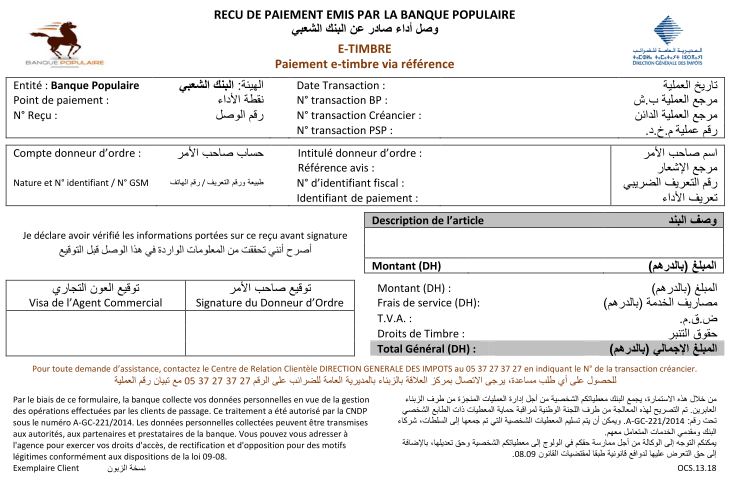 RECU DE PAIEMENT EMIS PAR LA BANQUE POPULAIRE
وصل أداء صادر عن البنك الشعبي
E-TIMBRE
Paiement e-timbre via référence
BANQUE POPULAIRE
المديرية العامة للضرائب
DIRECTION GENERALE DES IMPOTS
Entité : Banque Populaire الهيئة: البنك الشعبي
Point de paiement : نقطة الأداء
N° Reçu : رقم الوصل
Date Transaction : تاريخ العملية
N° transaction BP : مرجع العملية ب.ش
N° transaction Créancier : مرجع العملية الدائن
N° transaction PSP : رقم عملية م.خ.د.
Compte donneur d'ordre : حساب صاحب الأمر
Nature et N° identifiant / N° GSM طبيعة ورقم التعريف / رقم الهاتف
Intitulé donneur d'ordre : اسم صاحب الأمر
Référence avis : مرجع الإشعار
N° d'identifiant fiscal : رقم التعريف الضريبي
Identifiant de paiement : تعريف الأداء
Je déclare avoir vérifié les informations portées sur ce reçu avant signature
أصرح أنني تحققت من المعلومات الواردة في هذا الوصل قبل التوقيع
توقيع العون التجاري توقيع صاحب الأمر
Visa de l'Agent Commercial Signature du Donneur d'Ordre
Description de l'article وصف البند
Montant (DH) المبلغ (بالدرهم)
Montant (DH) : المبلغ (بالدرهم)
Frais de service (DH): مصاريف الخدمة (بالدرهم)
T.V.A. : ض.ق.م.
Droits de Timbre : حقوق التنبر
Total Général (DH) : المبلغ الإجمالي (بالدرهم)
Pour toute demande d'assistance, contactez le Centre de Relation Clientèle DIRECTION GENERALE DES IMPOTS au 05 37 27 37 27 en indiquant le N° de la transaction créancier.
للحصول على أي طلب مساعدة، يرجى الاتصال بمركز العلاقة بالزبناء بالمديرية العامة للضرائب على الرقم 27 37 27 37 05 مع تبيان رقم العملية
Par le biais de ce formulaire, la banque collecte vos données personnelles en vue de la gestion
des opérations effectuées par les clients de passage. Ce traitement a été autorisé par la CNDP
sous le numéro A-GC-221/2014. Les données personnelles collectées peuvent être transmises
aux autorités, aux partenaires et prestataires de la banque. Vous pouvez vous adresser à
l'agence pour exercer vos droits d'accès, de rectification et d'opposition pour des motifs
légitimes conformément aux dispositions de la loi 09-08.
من خلال هذه الاستمارة، يجمع البنك معطياتكم الشخصية من أجل إدارة العمليات المنجزة من طرف الزبناء
العابرين. تم التصريح لهذه المعالجة من طرف اللجنة الوطنية لمراقبة حماية المعطيات ذات الطابع الشخصي
تحت رقم: A-GC-221/2014. ويمكن أن يتم تسليم المعطيات الشخصية التي تم جمعها إلى السلطات، شركاء
البنك ومقدمي الخدمات المتعامل معهم.
يمكنكم التوجه إلى الوكالة من أجل ممارسة حقكم في الولوج إلى معطياتكم الشخصية وحق تعديلها، بالإضافة
إلى حق التعرض عليها لدوافع قانونية طبقا لمقتضيات القانون 08.09.
Exemplaire Client نسخة الزبون
OCS.13.18